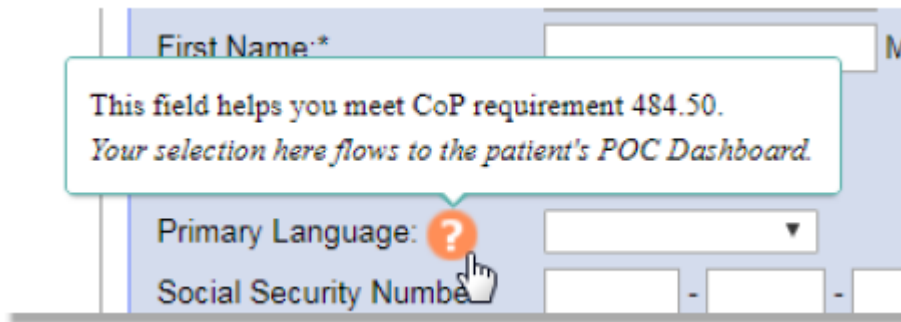 First Name:*
M
This field helps you meet CoP requirement 484.50.
Your selection here flows to the patient's POC Dashboard.
Primary Language: ?
Social Security Numbe
- -